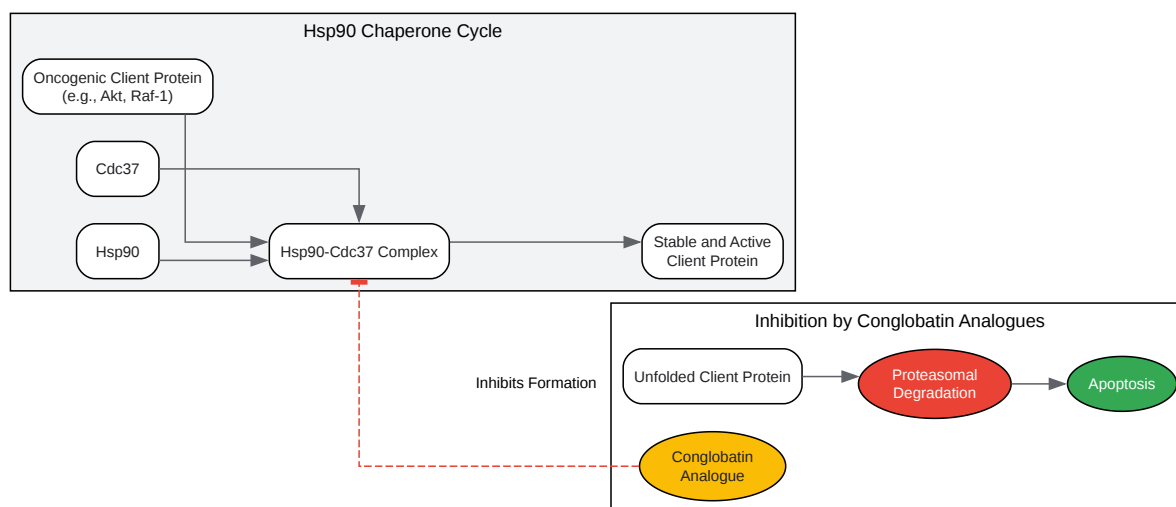 Hsp90 Chaperone Cycle
Oncogenic Client Protein
(e.g., Akt, Raf-1)
Cdc37
Hsp90
Hsp90-Cdc37 Complex
Stable and Active
Client Protein
Inhibition by Conglobatin Analogues
Inhibits Formation
Unfolded Client Protein
Proteasomal
Degradation
Apoptosis
Conglobatin
Analogue